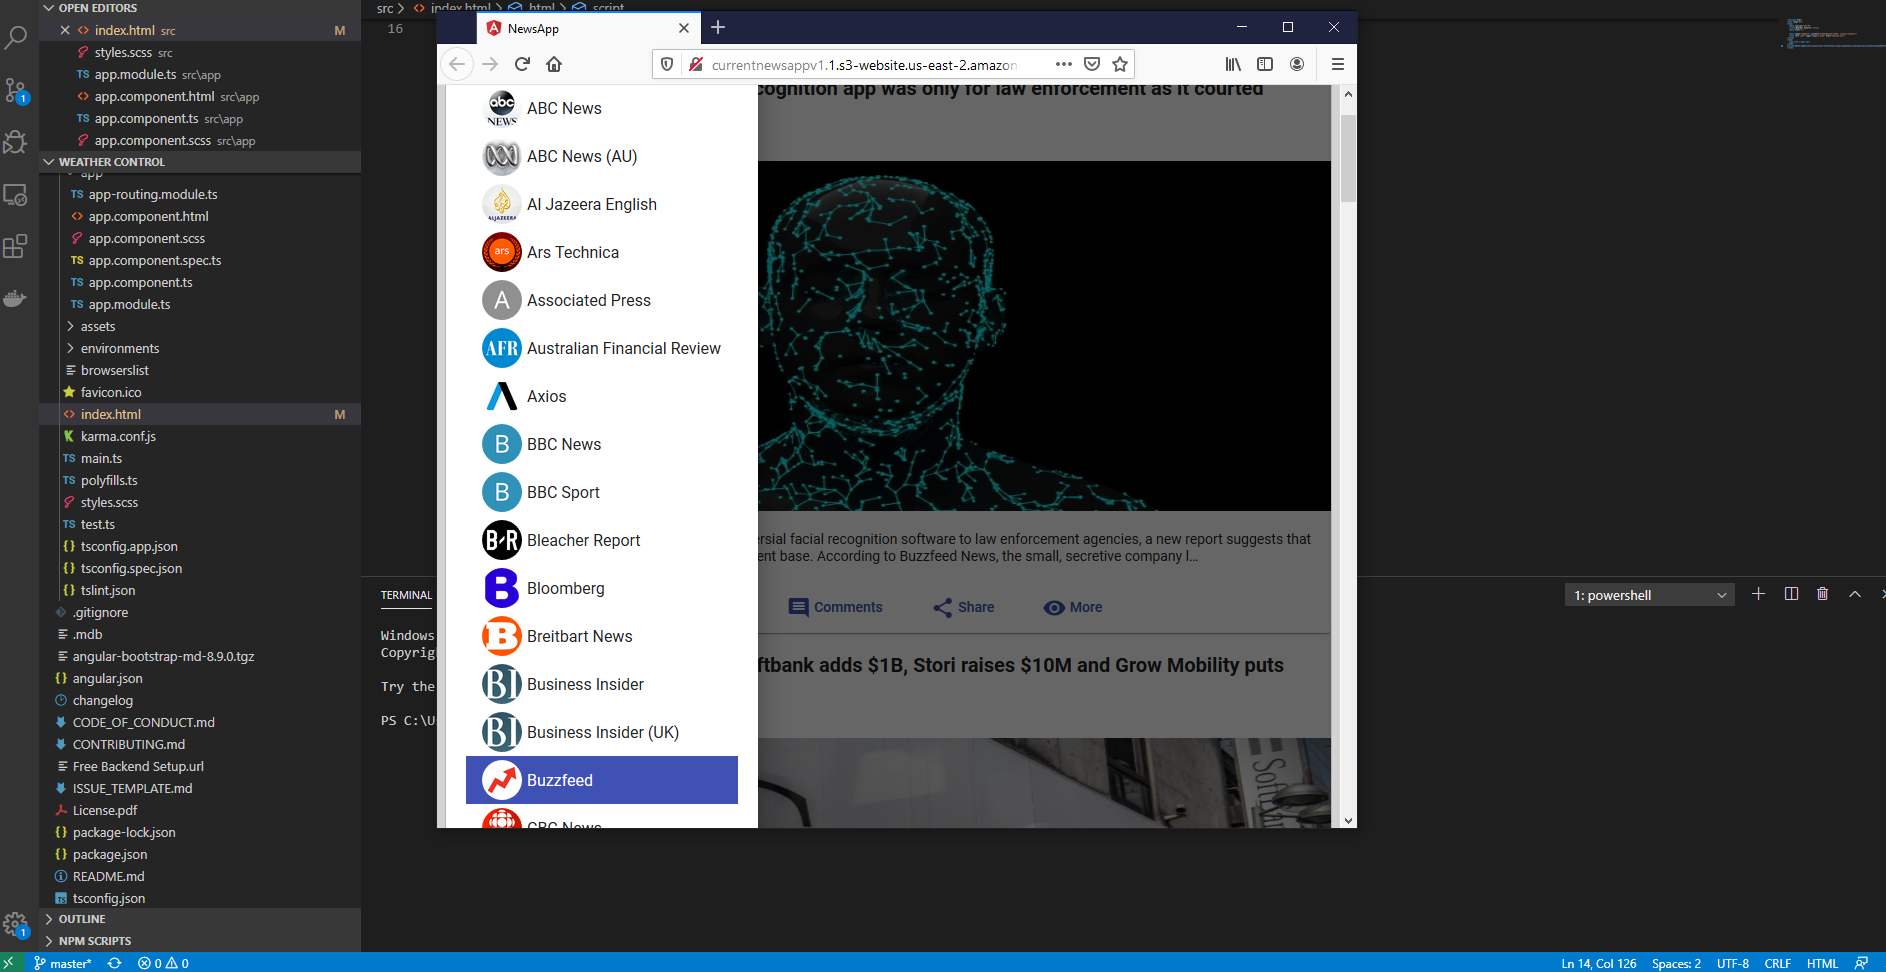 OPEN EDITORS
index.html src M
styles.scss src
app.module.ts src\app
app.component.html src\app
app.component.ts src\app
app.component.scss src\app
WEATHER CONTROL
app
app-routing.module.ts
app.component.html
app.component.scss
app.component.spec.ts
app.component.ts
app.module.ts
assets
environments
browserslist
favicon.ico
index.html M
karma.conf.js
main.ts
polyfills.ts
styles.scss
test.ts
tsconfig.app.json
tsconfig.spec.json
tslint.json
.gitignore
.mdb
angular-bootstrap-md-8.9.0.tgz
angular.json
changelog
CODE_OF_CONDUCT.md
CONTRIBUTING.md
Free Backend Setup.url
ISSUE_TEMPLATE.md
License.pdf
package-lock.json
package.json
README.md
tsconfig.json
OUTLINE
NPM SCRIPTS
src > index.html > html > script
16
NewsApp
currentnewsappv1.1.s3-website.us-east-2.amazon
ABC News
ABC News (AU)
Al Jazeera English
Ars Technica
Associated Press
Australian Financial Review
Axios
BBC News
BBC Sport
Bleacher Report
Bloomberg
Breitbart News
Business Insider
Business Insider (UK)
Buzzfeed
CBC News
ognition app was only for law enforcement as it courted
rsial facial recognition software to law enforcement agencies, a new report suggests that
ent base. According to Buzzfeed News, the small, secretive company l…
Comments Share More
ftbank adds $1B, Stori raises $10M and Grow Mobility puts
TERMINAL
1: powershell
Windows
Copyrig
Try the
PS C:\U
master* 0 0
Ln 14, Col 126 Spaces: 2 UTF-8 CRLF HTML